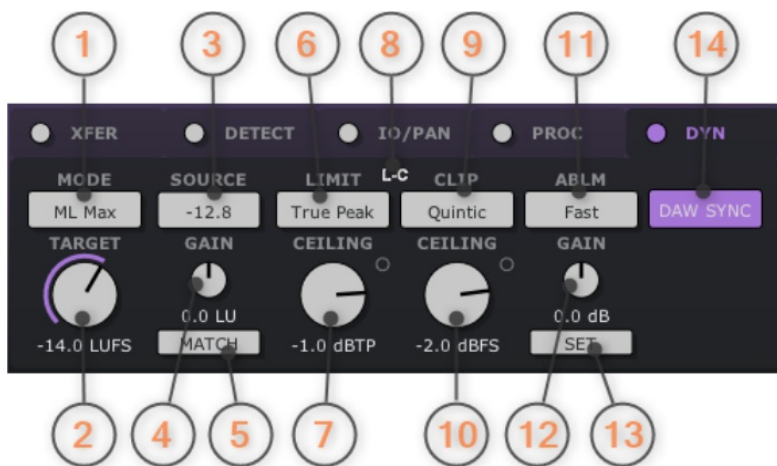 1 3 6 8 9 11 14
XFER DETECT IO/PAN PROC DYN
L-C
MODE SOURCE LIMIT CLIP ABLM
ML Max -12.8 True Peak Quintic Fast DAW SYNC
TARGET GAIN CEILING CEILING GAIN
0.0 LU 0.0 dB
-14.0 LUFS MATCH -1.0 dBTP -2.0 dBFS SET
2 4 5 7 10 12 13